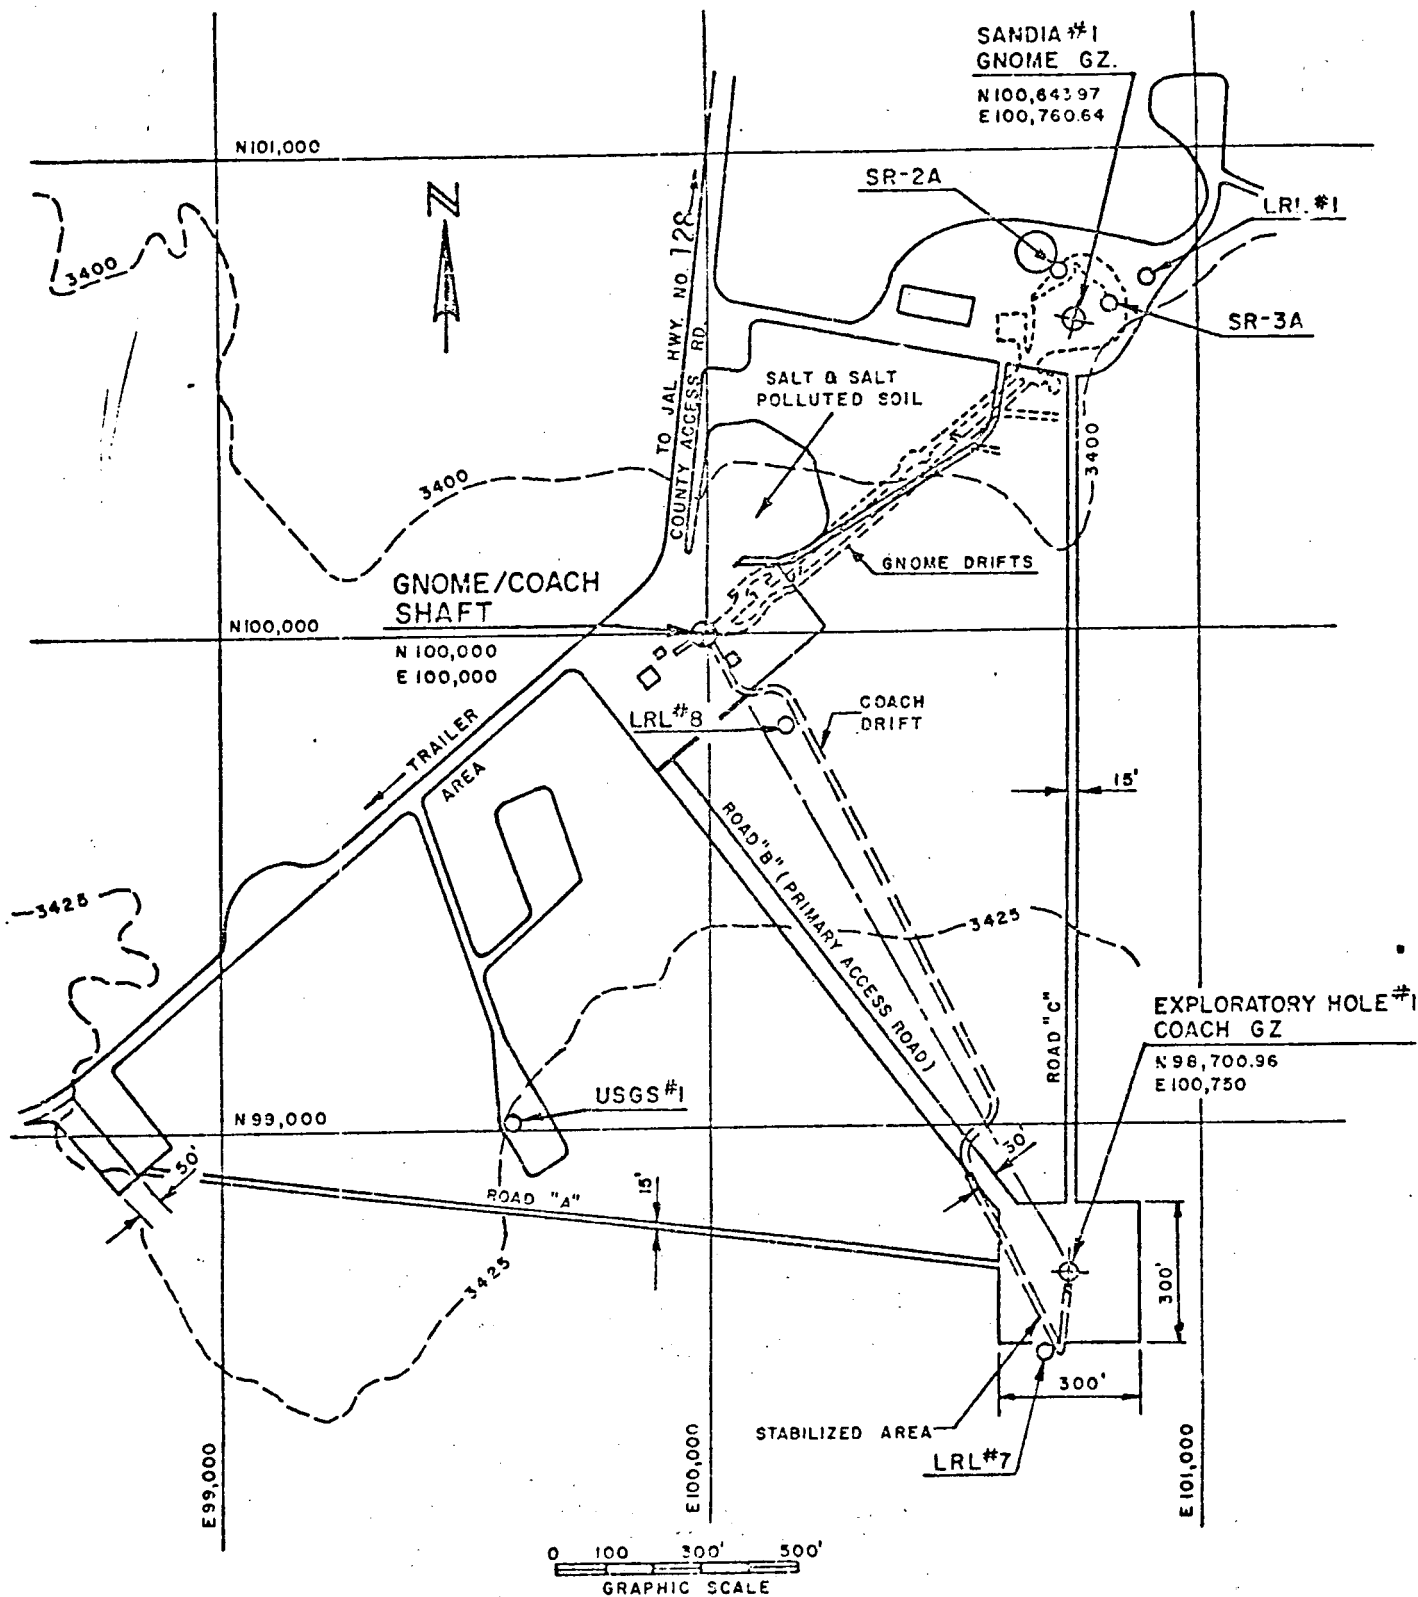 SANDIA #1
GNOME GZ.
N100,643.97
E100,760.64
N101,000
SR-2A
LRL #1
N
3400
TO JAL HWY. NO. 128
COUNTY ACCESS RD.
SR-3A
SALT & SALT
POLLUTED SOIL
3400
3400
GNOME DRIFTS
GNOME/COACH
SHAFT
N100,000
N 100,000
E 100,000
LRL #8
COACH
DRIFT
TRAILER
AREA
15'
ROAD "B" (PRIMARY ACCESS ROAD)
3425
3425
EXPLORATORY HOLE #1
COACH GZ
N 98,700.96
E 100,750
ROAD "C"
USGS #1
N 99,000
50'
30'
ROAD "A"
15'
3425
300'
300'
STABILIZED AREA
LRL #7
E 99,000
E 100,000
E 101,000
0 100 300' 500'
GRAPHIC SCALE